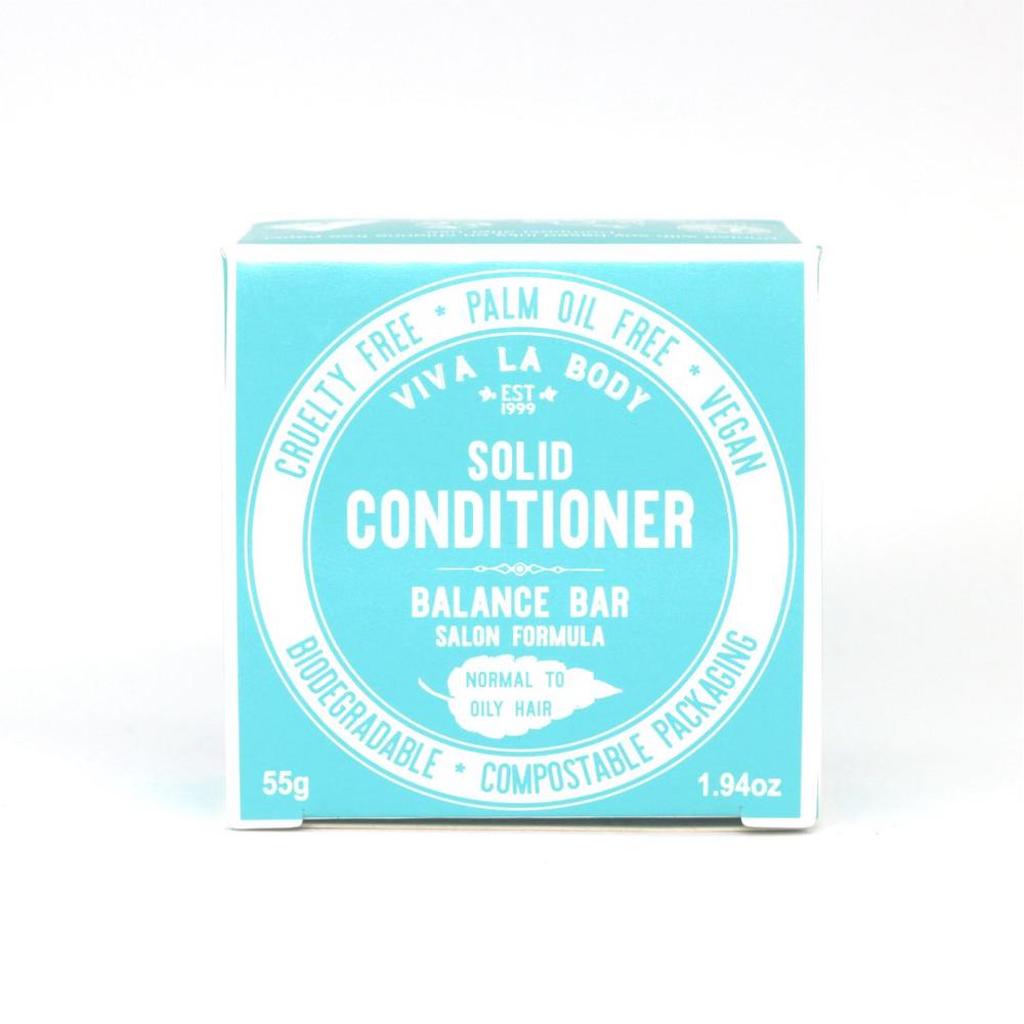 CRUELTY FREE * PALM OIL FREE * VEGAN
VIVA LA BODY
EST
1999
SOLID
CONDITIONER
BALANCE BAR
SALON FORMULA
NORMAL TO
OILY HAIR
BIODEGRADABLE * COMPOSTABLE PACKAGING
55g
1.94oz